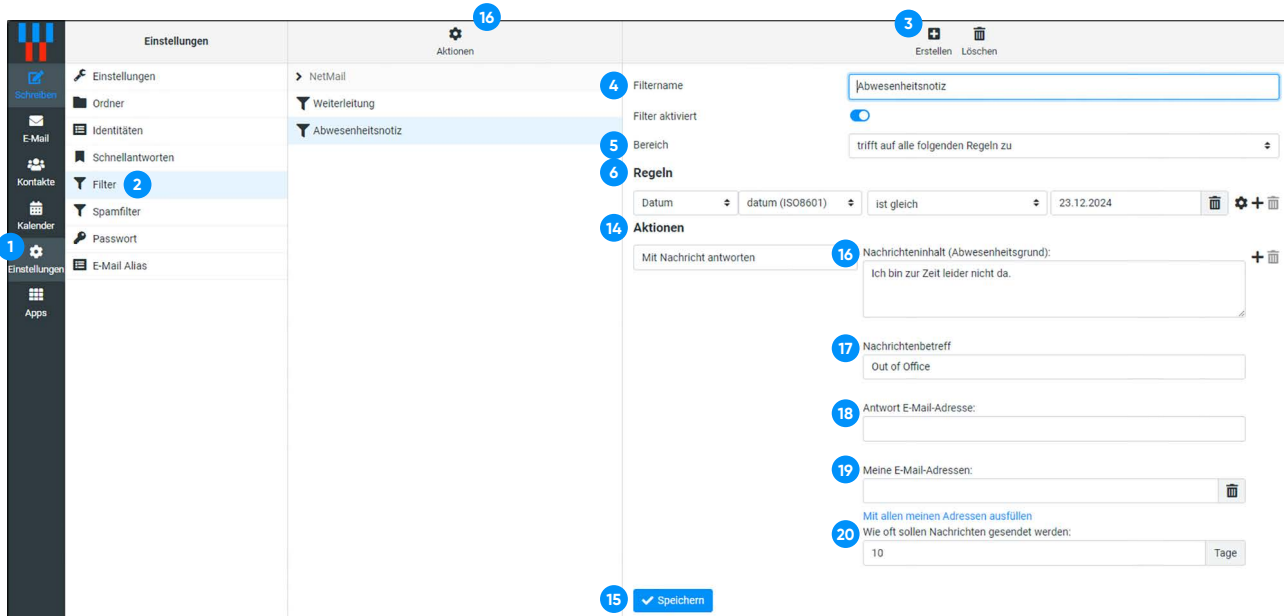 16
3
Einstellungen
Aktionen
Erstellen Löschen
Schreiben
E-Mail
Kontakte
Kalender
1
Einstellungen
Apps
Einstellungen
Ordner
Identitäten
Schnellantworten
Filter 2
Spamfilter
Passwort
E-Mail Alias
NetMail
Weiterleitung
Abwesenheitsnotiz
4 Filtername Abwesenheitsnotiz
Filter aktiviert
5 Bereich trifft auf alle folgenden Regeln zu
6 Regeln
Datum datum (ISO8601) ist gleich 23.12.2024
14 Aktionen
Mit Nachricht antworten
16 Nachrichteninhalt (Abwesenheitsgrund):
Ich bin zur Zeit leider nicht da.
17 Nachrichtenbetreff
Out of Office
18 Antwort E-Mail-Adresse:
19 Meine E-Mail-Adressen:
Mit allen meinen Adressen ausfüllen
20 Wie oft sollen Nachrichten gesendet werden:
10 Tage
15 Speichern